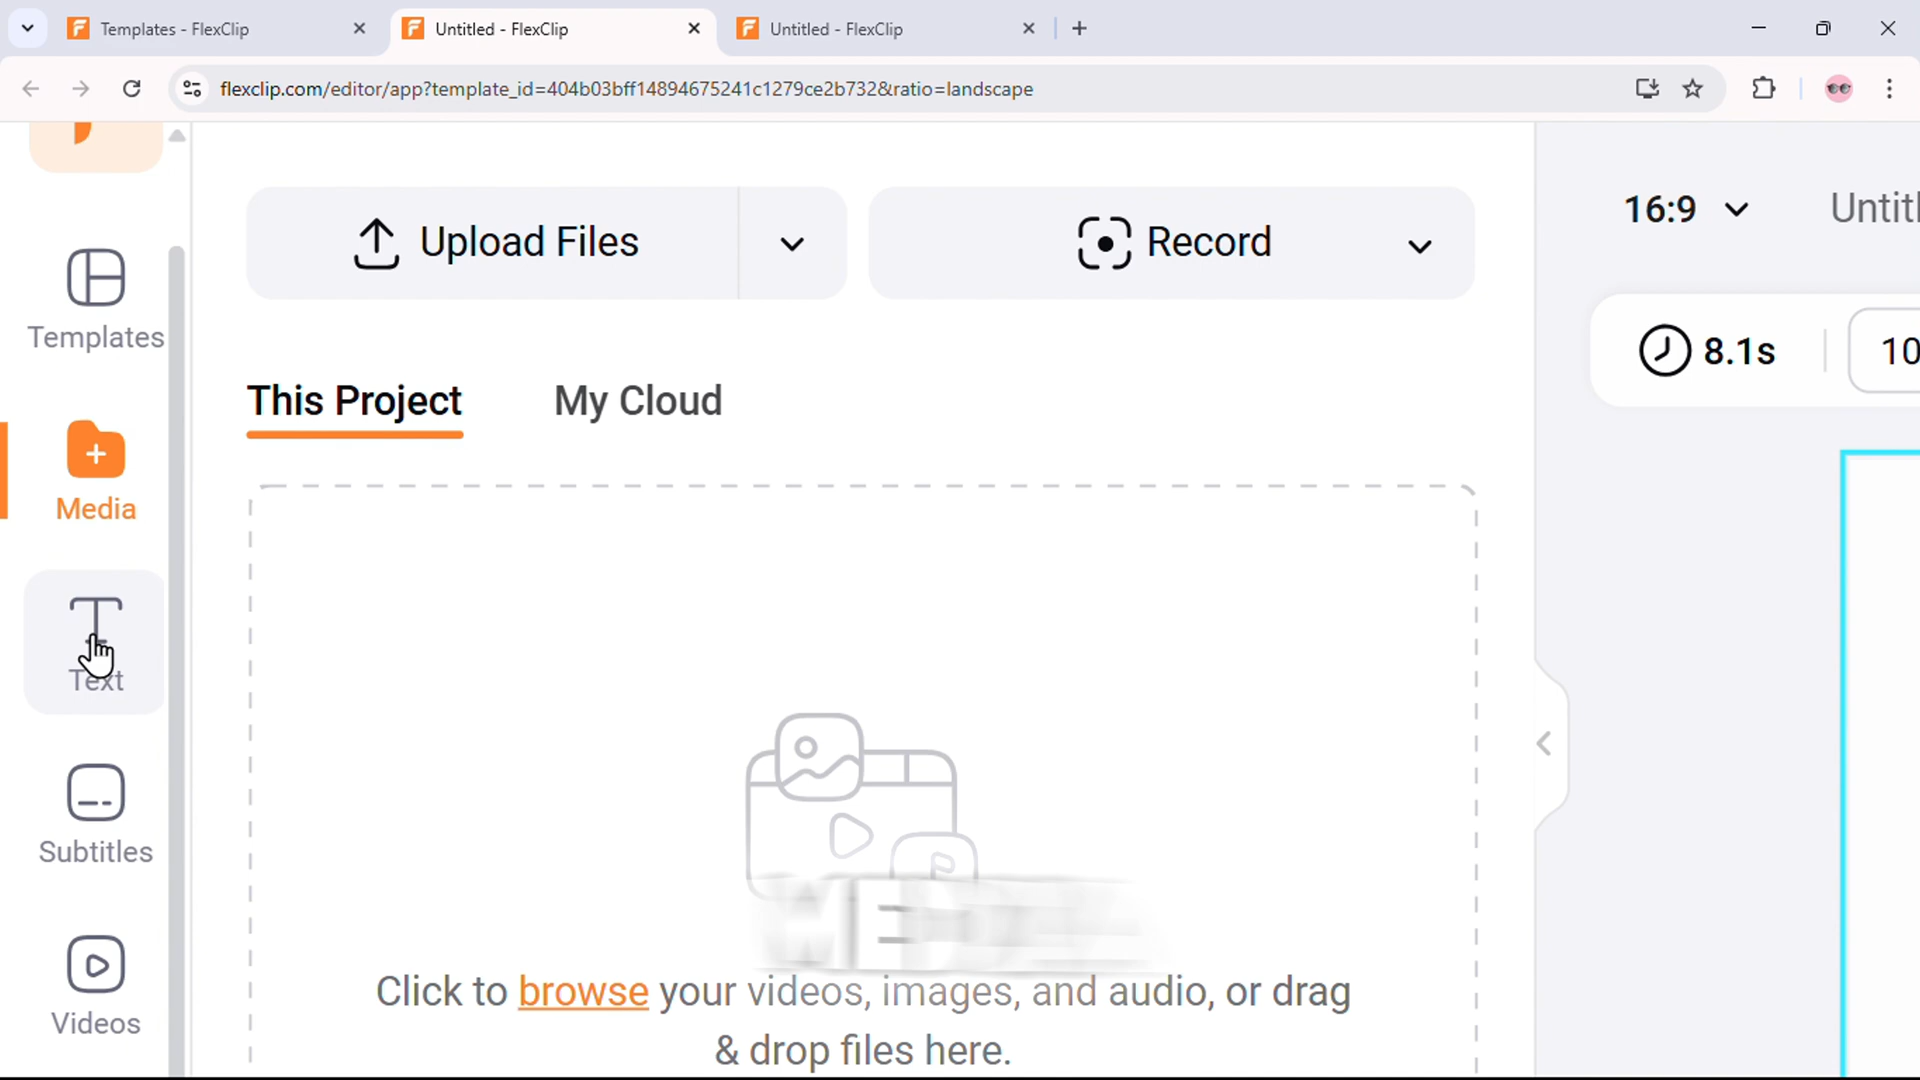 Templates - FlexClip
Untitled - FlexClip
Untitled - FlexClip
flexclip.com/editor/app?template_id=404b03bff14894675241c1279ce2b732&ratio=landscape
Upload Files
Record
16:9
Untitl
Templates
8.1s
10
This Project
My Cloud
Media
Text
Subtitles
Videos
Click to browse your videos, images, and audio, or drag
& drop files here.